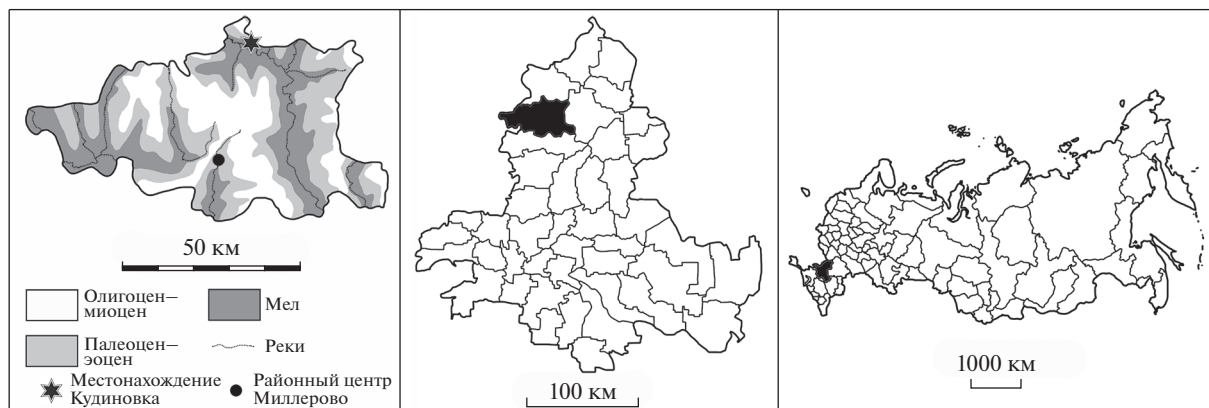 50 км
Олигоцен–
миоцен
Мел
Палеоцен–
эоцен
Реки
Местонахождение
Кудиновка
Районный центр
Миллерово
100 км
1000 км